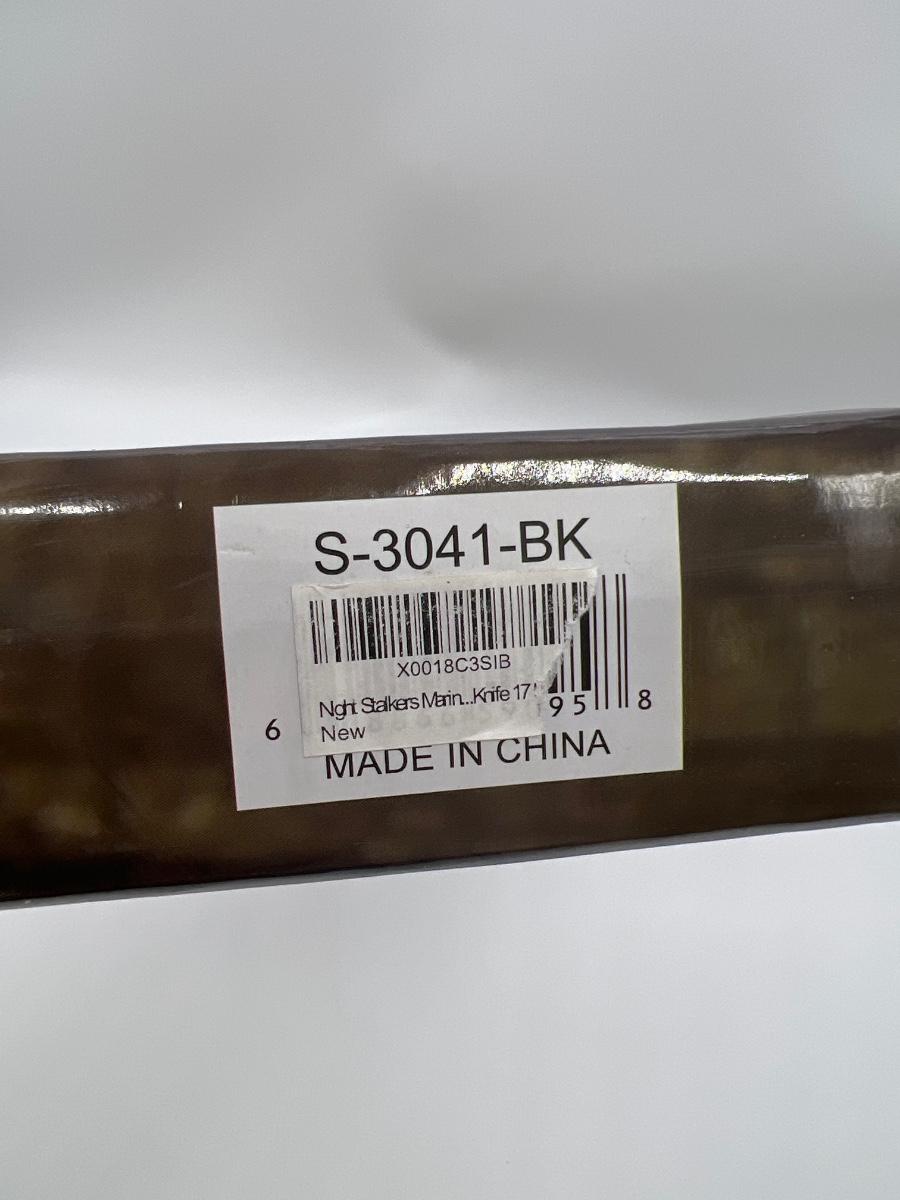 S-3041-BK
X0018C3SIB
Night Stalkers Marin...Knife 17
New
6 95 8
MADE IN CHINA